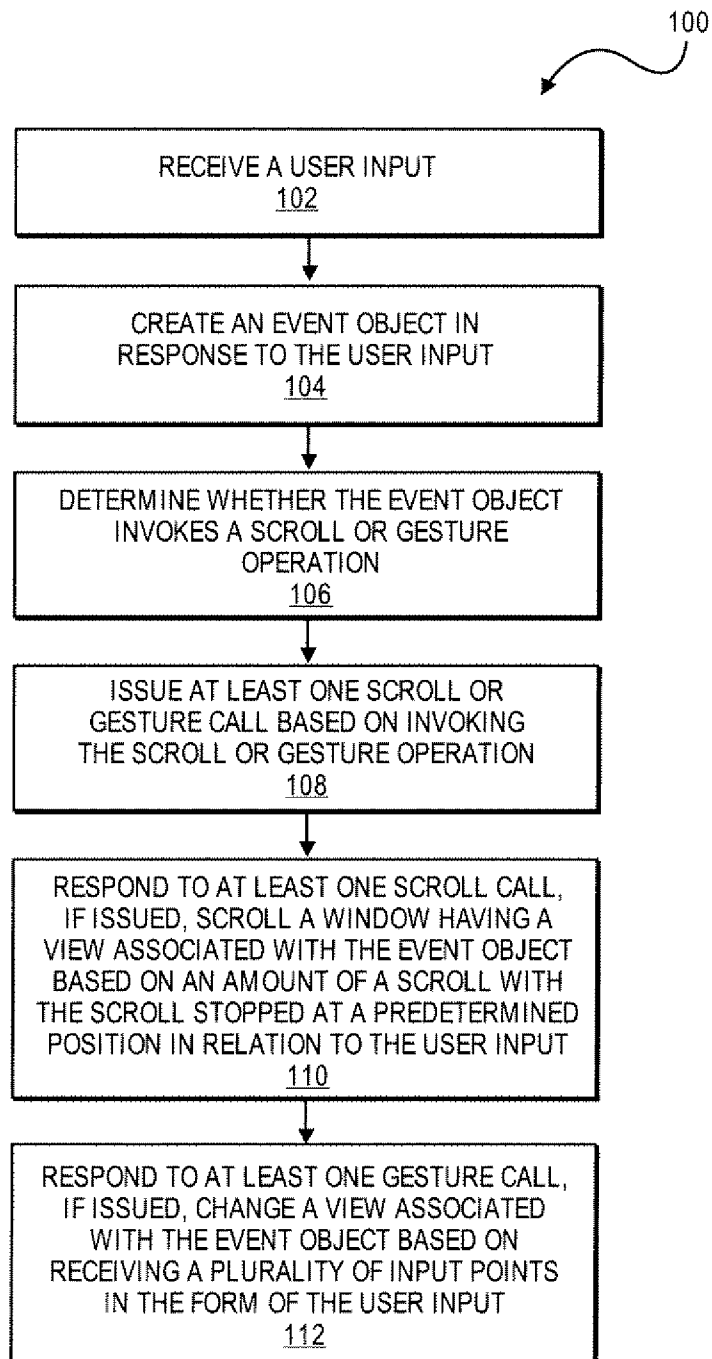 100
RECEIVE A USER INPUT
102
CREATE AN EVENT OBJECT IN
RESPONSE TO THE USER INPUT
104
DETERMINE WHETHER THE EVENT OBJECT
INVOKES A SCROLL OR GESTURE
OPERATION
106
ISSUE AT LEAST ONE SCROLL OR
GESTURE CALL BASED ON INVOKING
THE SCROLL OR GESTURE OPERATION
108
RESPOND TO AT LEAST ONE SCROLL CALL,
IF ISSUED, SCROLL A WINDOW HAVING A
VIEW ASSOCIATED WITH THE EVENT OBJECT
BASED ON AN AMOUNT OF A SCROLL WITH
THE SCROLL STOPPED AT A PREDETERMINED
POSITION IN RELATION TO THE USER INPUT
110
RESPOND TO AT LEAST ONE GESTURE CALL,
IF ISSUED, CHANGE A VIEW ASSOCIATED
WITH THE EVENT OBJECT BASED ON
RECEIVING A PLURALITY OF INPUT POINTS
IN THE FORM OF THE USER INPUT
112